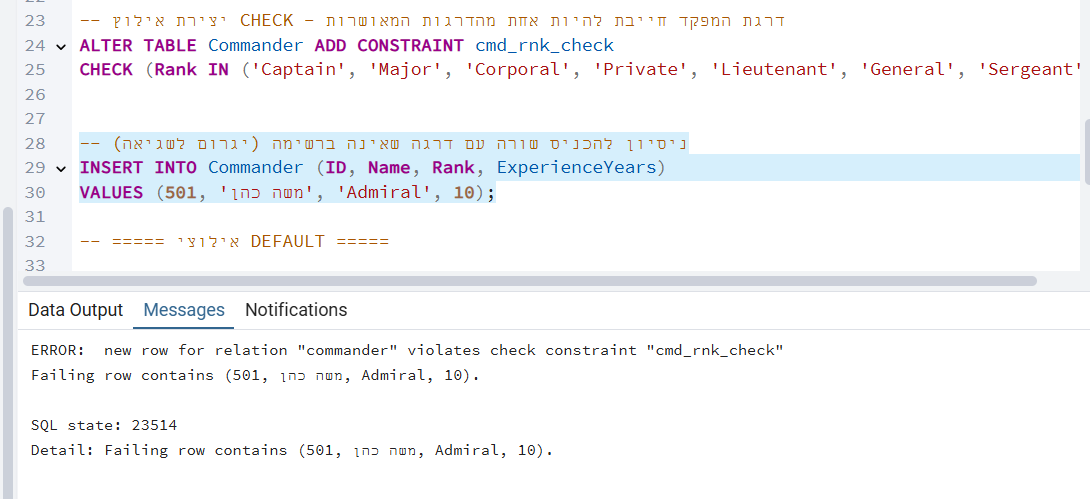 23 -- יצירת אילוץ CHECK - דרגת המפקד חייבת להיות אחת מהדרגות המאושרות
24 ALTER TABLE Commander ADD CONSTRAINT cmd_rnk_check
25 CHECK (Rank IN ('Captain', 'Major', 'Corporal', 'Private', 'Lieutenant', 'General', 'Sergeant'
26
27
28 -- ניסיון להכניס שורה עם דרגה שאינה ברשימה (יגרום לשגיאה)
29 INSERT INTO Commander (ID, Name, Rank, ExperienceYears)
30 VALUES (501, 'משה כהן', 'Admiral', 10);
31
32 -- ===== אילוצי DEFAULT =====
33
Data Output Messages Notifications
ERROR: new row for relation "commander" violates check constraint "cmd_rnk_check"
Failing row contains (501, משה כהן, Admiral, 10).
SQL state: 23514
Detail: Failing row contains (501, משה כהן, Admiral, 10).